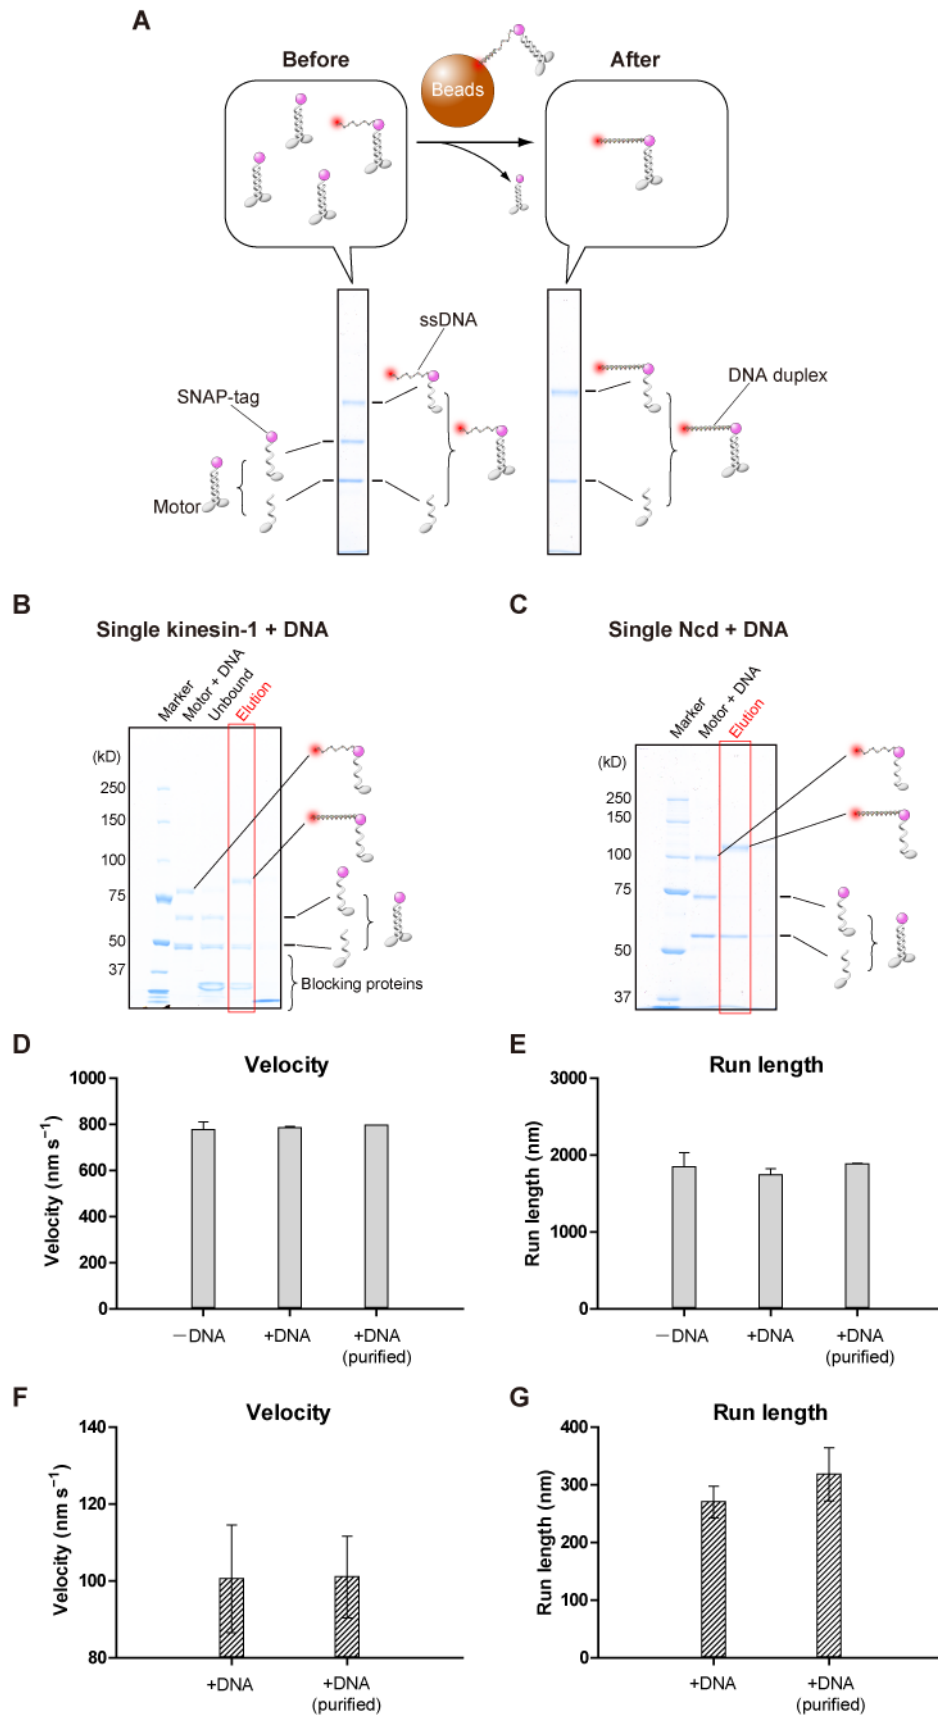 A
Before
After
Beads
ssDNA
SNAP-tag
DNA duplex
Motor
B
Single kinesin-1 + DNA
Marker
Motor + DNA
Unbound
Elution
(kD)
250
150
100
75
50
37
Blocking proteins
C
Single Ncd + DNA
Marker
Motor + DNA
Elution
(kD)
250
150
100
75
50
37
D
Velocity
Velocity (nm s⁻¹)
1000
800
600
400
200
0
−DNA
+DNA
+DNA
(purified)
E
Run length
Run length (nm)
3000
2000
1000
0
−DNA
+DNA
+DNA
(purified)
F
Velocity
Velocity (nm s⁻¹)
140
120
100
80
+DNA
+DNA
(purified)
G
Run length
Run length (nm)
400
300
200
100
0
+DNA
+DNA
(purified)